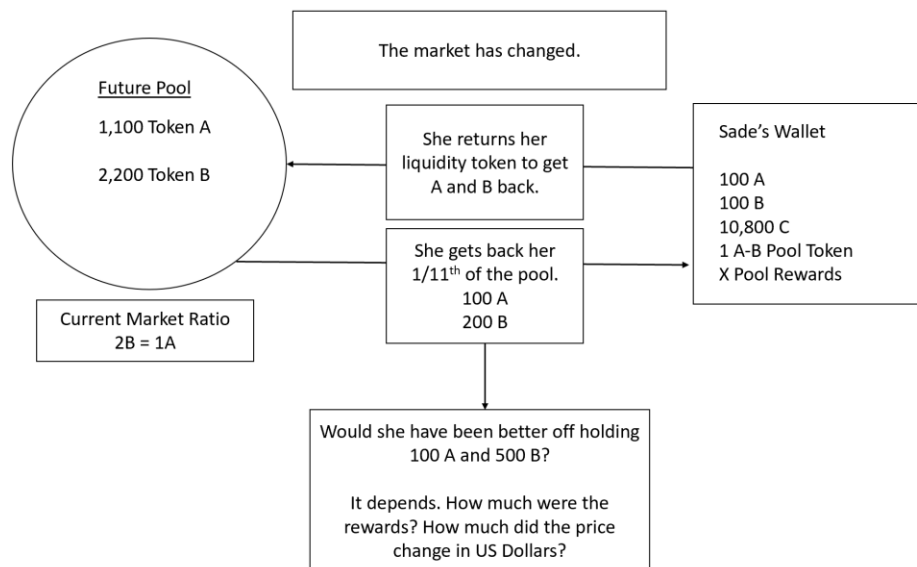 The market has changed.
Future Pool
1,100 Token A
2,200 Token B
She returns her
liquidity token to get
A and B back.
Sade's Wallet
100 A
100 B
10,800 C
1 A-B Pool Token
X Pool Rewards
She gets back her
1/11th of the pool.
100 A
200 B
Current Market Ratio
2B = 1A
Would she have been better off holding
100 A and 500 B?
It depends. How much were the
rewards? How much did the price
change in US Dollars?